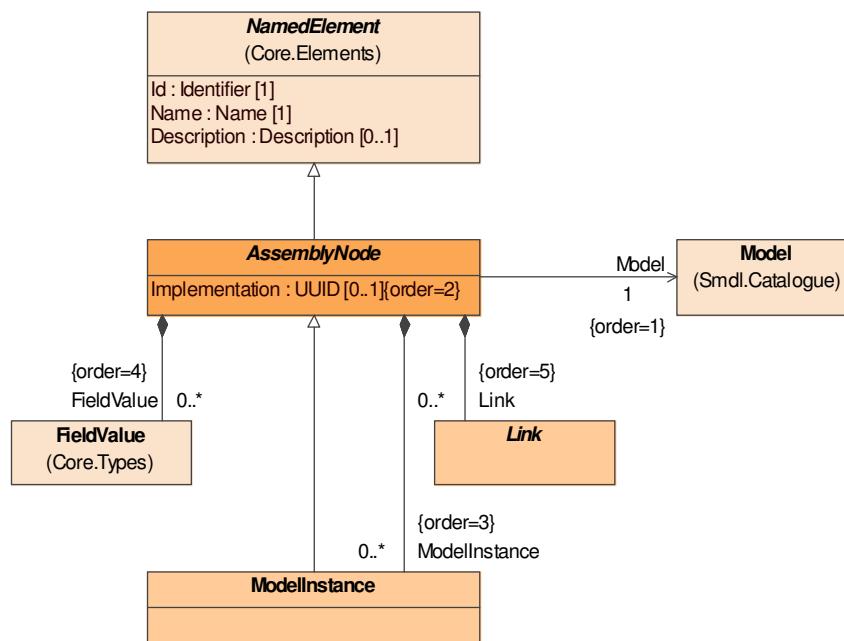 NamedElement
(Core.Elements)
Id : Identifier [1]
Name : Name [1]
Description : Description [0..1]
AssemblyNode
Implementation : UUID [0..1]{order=2}
Model
1
{order=1}
Model
(Smdl.Catalogue)
{order=4}
FieldValue
0..*
{order=5}
0..*
Link
FieldValue
(Core.Types)
Link
{order=3}
0..*
ModelInstance
ModelInstance